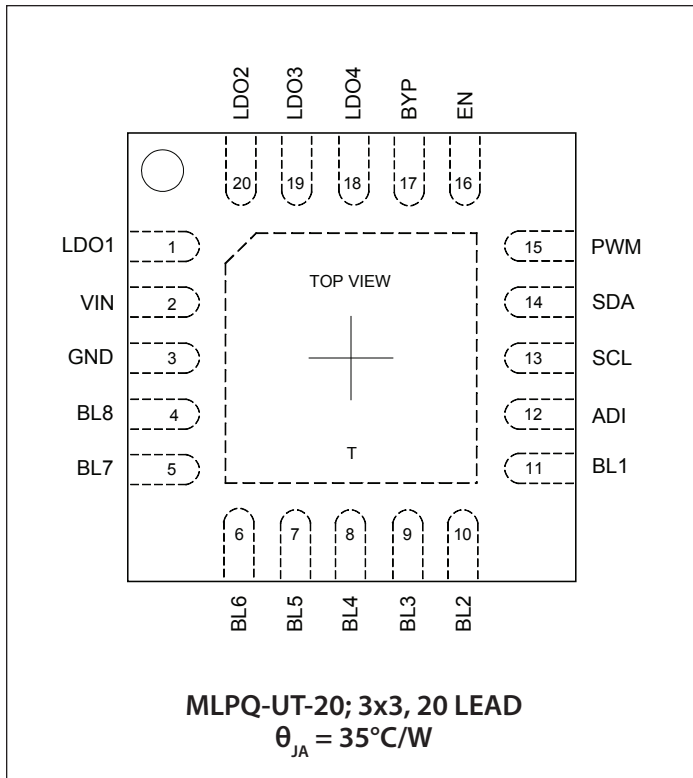 LDO2
LDO3
LDO4
BYP
EN
20
19
18
17
16
LDO1 1
15 PWM
VIN 2
TOP VIEW
14 SDA
GND 3
13 SCL
BL8 4
12 ADI
BL7 5
T
11 BL1
6
7
8
9
10
BL6
BL5
BL4
BL3
BL2
MLPQ-UT-20; 3x3, 20 LEAD
θJA = 35°C/W